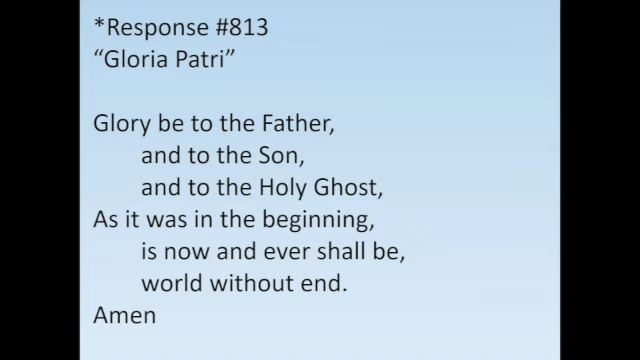 *Response #813
“Gloria Patri”
Glory be to the Father,
and to the Son,
and to the Holy Ghost,
As it was in the beginning,
is now and ever shall be,
world without end.
Amen